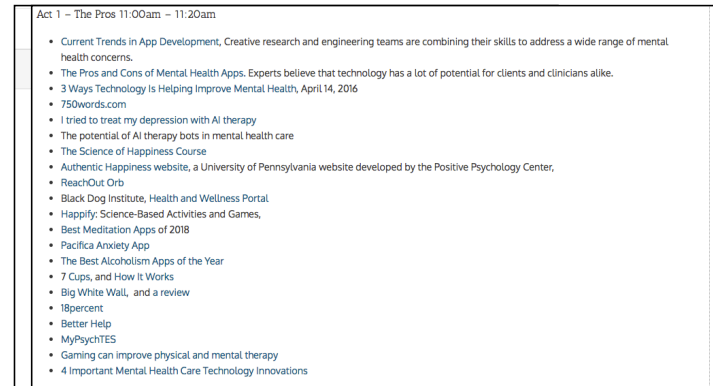 Act 1 – The Pros 11:00am – 11:20am
• Current Trends in App Development, Creative research and engineering teams are combining their skills to address a wide range of mental
health concerns.
• The Pros and Cons of Mental Health Apps. Experts believe that technology has a lot of potential for clients and clinicians alike.
• 3 Ways Technology Is Helping Improve Mental Health, April 14, 2016
• 750words.com
• I tried to treat my depression with AI therapy
• The potential of AI therapy bots in mental health care
• The Science of Happiness Course
• Authentic Happiness website, a University of Pennsylvania website developed by the Positive Psychology Center,
• ReachOut Orb
• Black Dog Institute, Health and Wellness Portal
• Happify: Science-Based Activities and Games,
• Best Meditation Apps of 2018
• Pacifica Anxiety App
• The Best Alcoholism Apps of the Year
• 7 Cups, and How It Works
• Big White Wall, and a review
• 18percent
• Better Help
• MyPsychTES
• Gaming can improve physical and mental therapy
• 4 Important Mental Health Care Technology Innovations